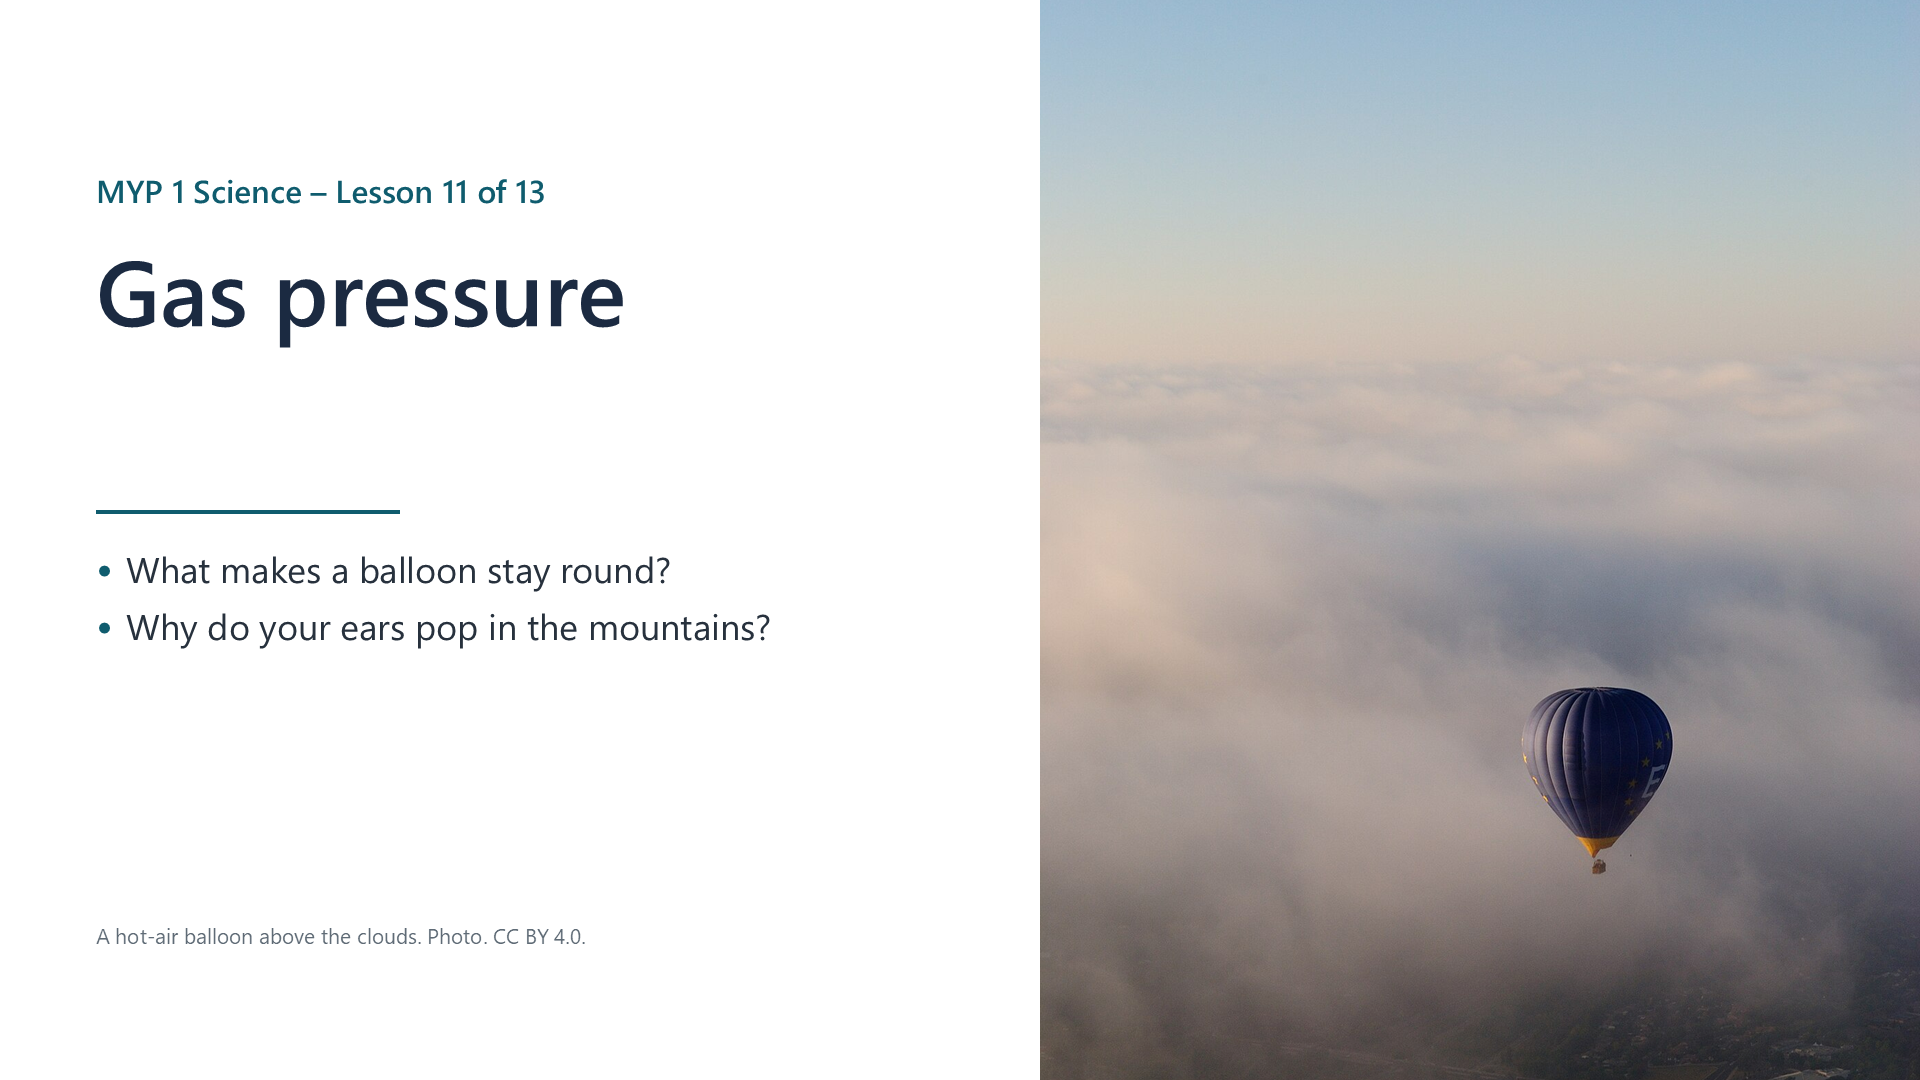 MYP 1 Science – Lesson 11 of 13
Gas pressure
• What makes a balloon stay round?
• Why do your ears pop in the mountains?
A hot-air balloon above the clouds. Photo. CC BY 4.0.
E